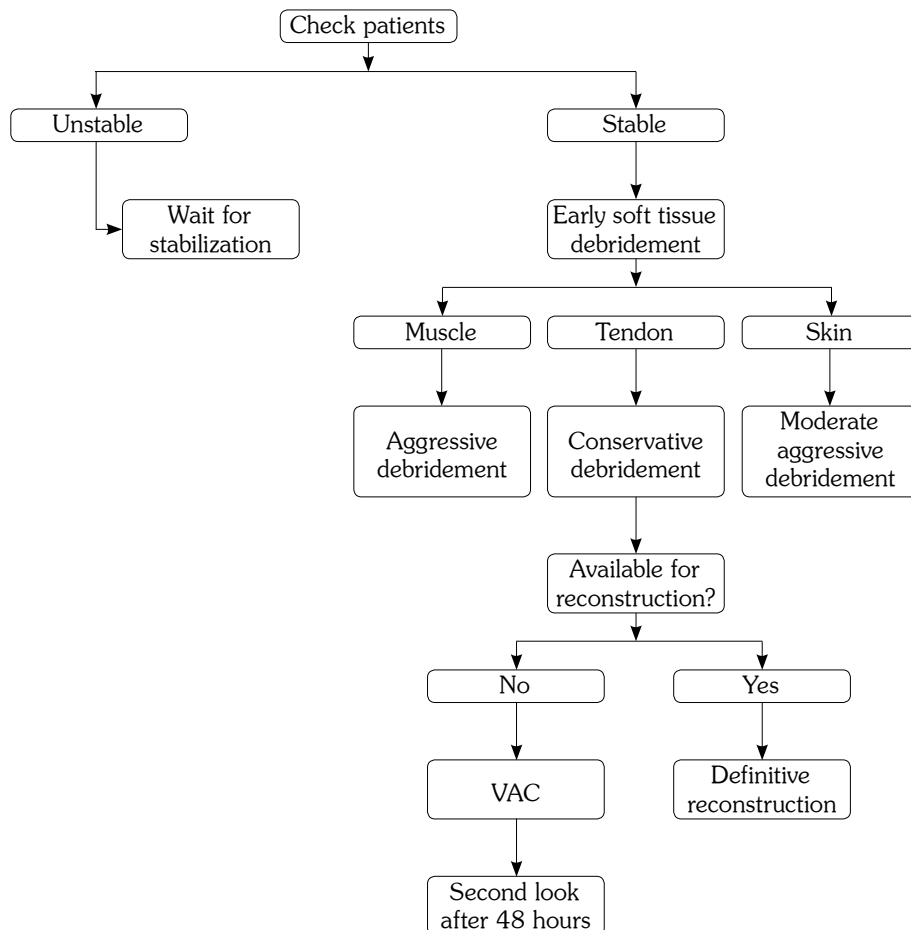 Check patients
Unstable
Stable
Wait for
stabilization
Early soft tissue
debridement
Muscle
Tendon
Skin
Aggressive
debridement
Conservative
debridement
Moderate
aggressive
debridement
Available for
reconstruction?
No
Yes
VAC
Definitive
reconstruction
Second look
after 48 hours